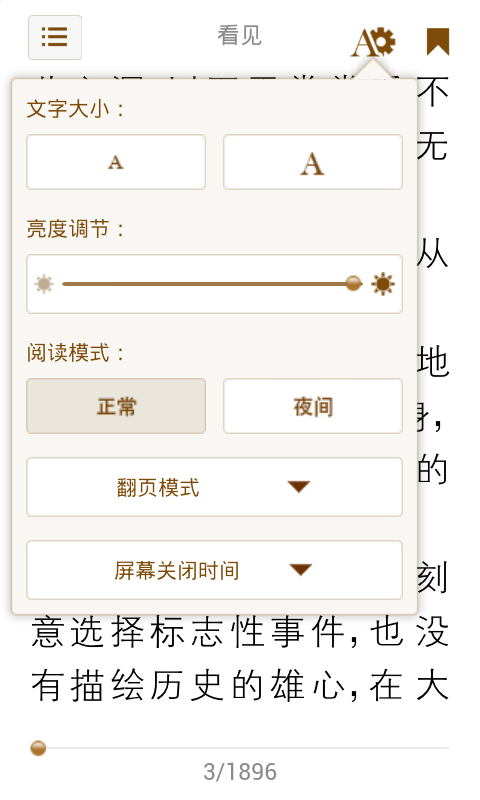 看见
A
不
文字大小：
无
A
A
亮度调节：
从
阅读模式：
地
正常
夜间
身，
的
翻页模式
屏幕关闭时间
刻
意选择标志性事件，也没
有描绘历史的雄心，在大
3/1896